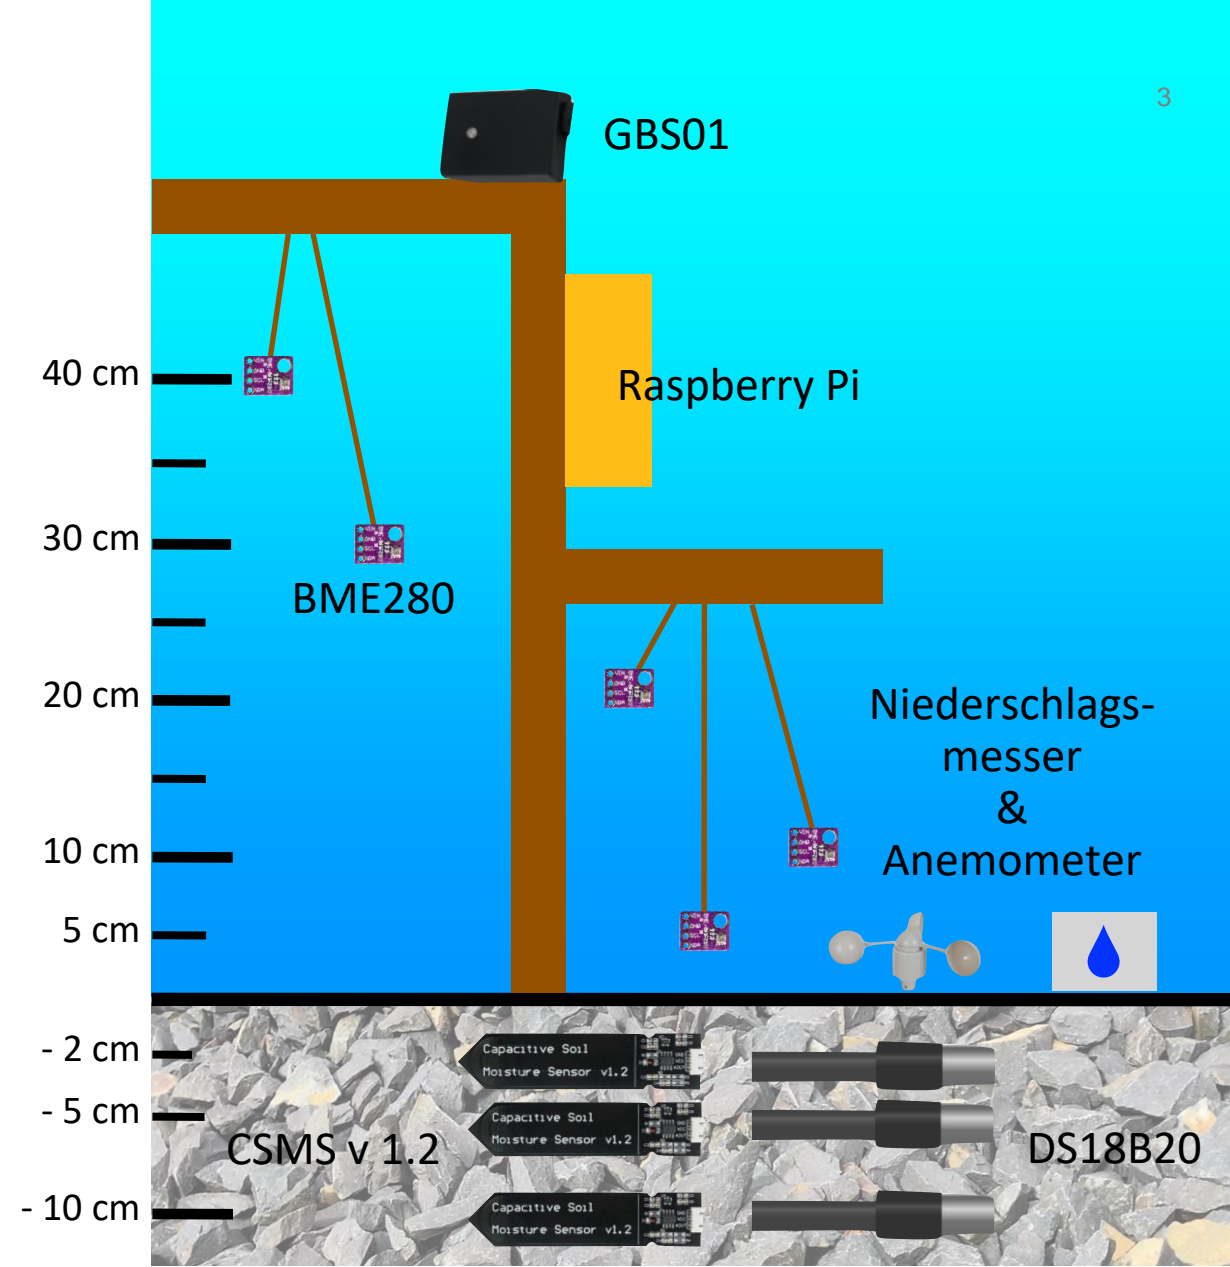 3
GBS01
40 cm
Raspberry Pi
30 cm
BME280
20 cm
Niederschlags-
messer
&
Anemometer
10 cm
5 cm
- 2 cm
Capacitive Soil
Moisture Sensor v1.2
- 5 cm
Capacitive Soil
Moisture Sensor v1.2
CSMS v 1.2
DS18B20
- 10 cm
Capacitive Soil
Moisture Sensor v1.2